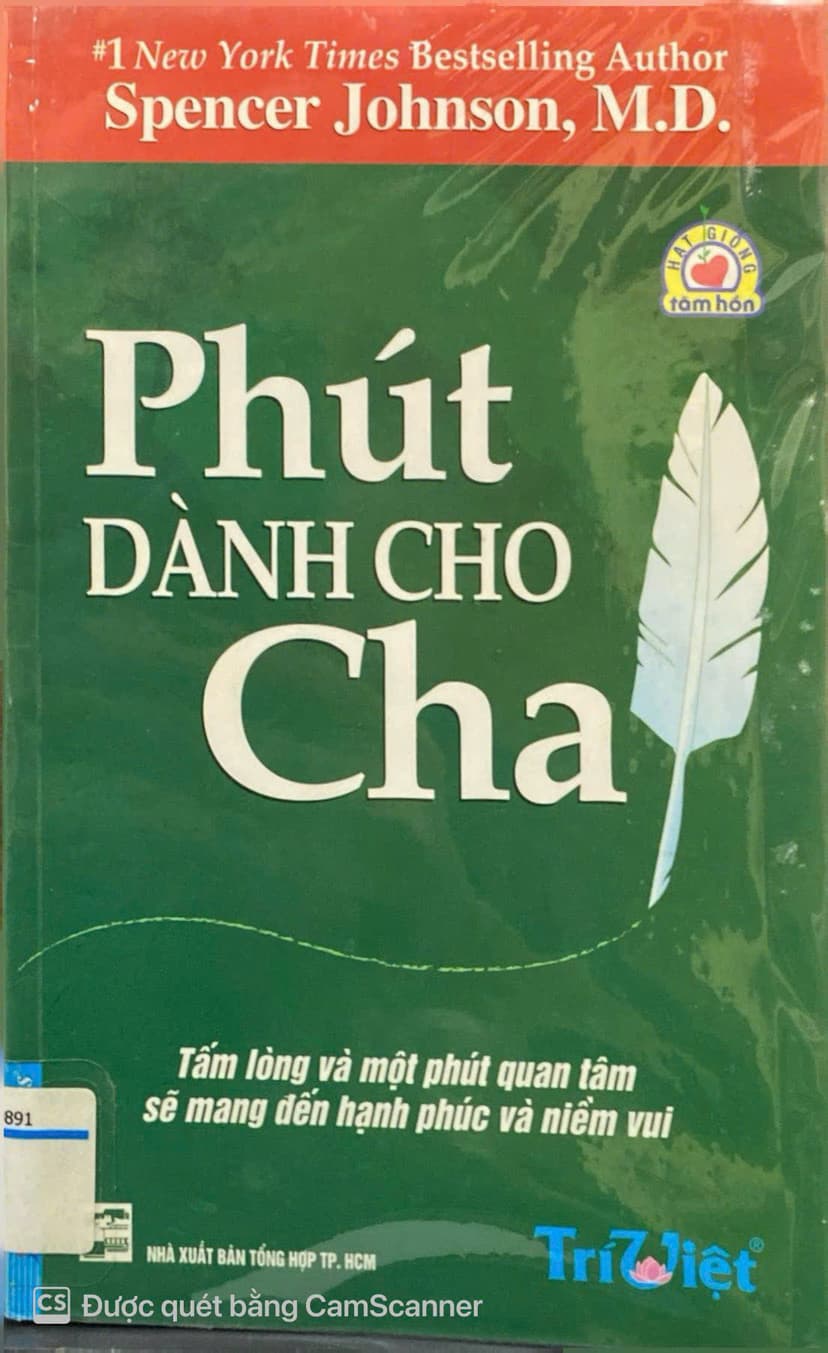 #1 New York Times Bestselling Author
Spencer Johnson, M.D.
HẠT GIỐNG
tâm hồn
Phút
DÀNH CHO
Cha
Tấm lòng và một phút quan tâm
sẽ mang đến hạnh phúc và niềm vui
891
NHÀ XUẤT BẢN TỔNG HỢP TP. HCM
Trí Việt®
CS Được quét bằng CamScanner